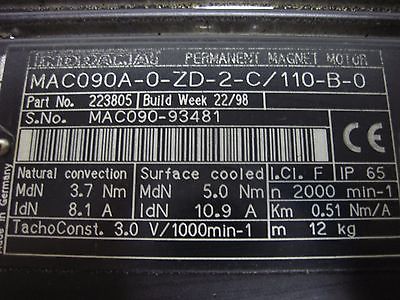 INDRAMAT PERMANENT MAGNET MOTOR
MAC090A-0-ZD-2-C/110-B-0
Part No. 223805 Build Week 22/98
S.No. MAC090-93481
CE
Natural convection Surface cooled I.Cl. F IP 65
MdN 3.7 Nm MdN 5.0 Nm n 2000 min-1
IdN 8.1 A IdN 10.9 A Km 0.51 Nm/A
TachoConst. 3.0 V/1000min-1 m 12 kg
Made in Germany